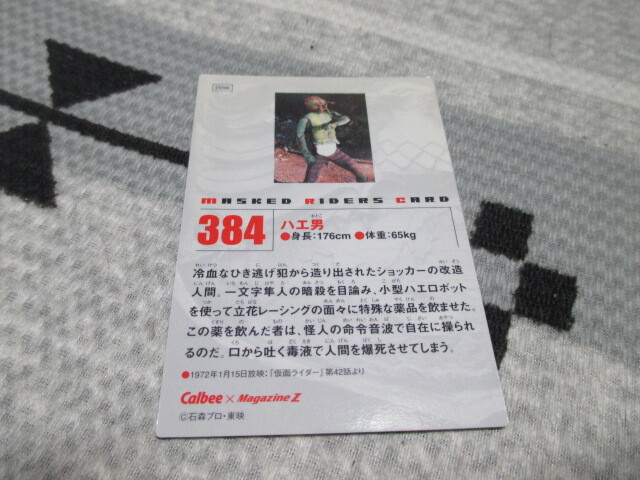 MASKED RIDERS CARD
384
ハエ男
おとこ
●身長:176cm ●体重:65kg
冷血なひき逃げ犯から造り出されたショッカーの改造
人間。一文字隼人の暗殺を目論み、小型ハエロボット
を使って立花レーシングの面々に特殊な薬品を飲ませた。
この薬を飲んだ者は、怪人の命令音波で自在に操られ
るのだ。口から吐く毒液で人間を爆死させてしまう。
●1972年1月15日放映:「仮面ライダー」第42話より
Calbee × Magazine Z
©石森プロ・東映